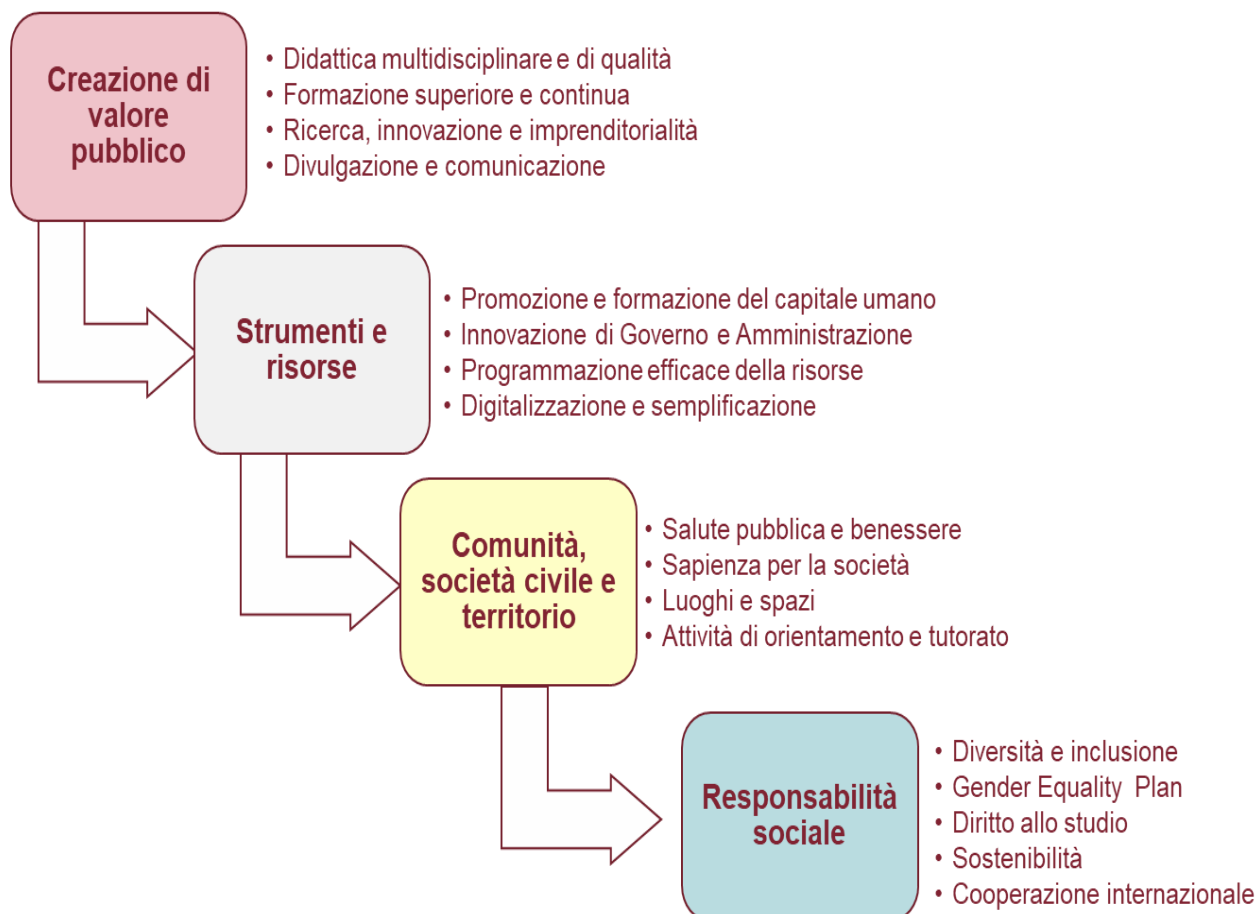 Creazione di
valore
pubblico
• Didattica multidisciplinare e di qualità
• Formazione superiore e continua
• Ricerca, innovazione e imprenditorialità
• Divulgazione e comunicazione
Strumenti e
risorse
• Promozione e formazione del capitale umano
• Innovazione di Governo e Amministrazione
• Programmazione efficace della risorse
• Digitalizzazione e semplificazione
Comunità,
società civile e
territorio
• Salute pubblica e benessere
• Sapienza per la società
• Luoghi e spazi
• Attività di orientamento e tutorato
Responsabilità
sociale
• Diversità e inclusione
• Gender Equality Plan
• Diritto allo studio
• Sostenibilità
• Cooperazione internazionale